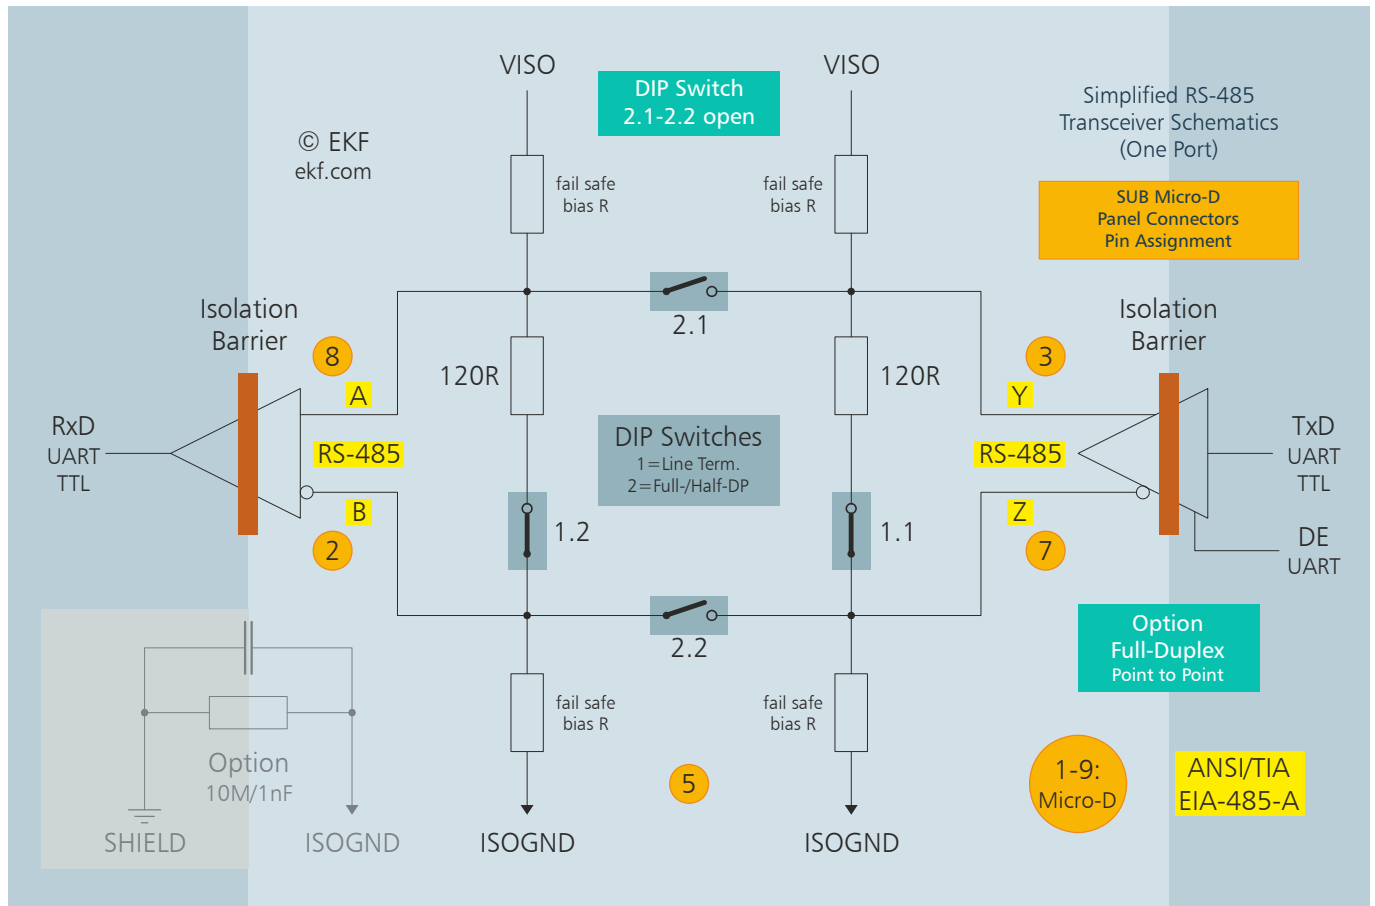 VISO
VISO
DIP Switch
2.1-2.2 open
Simplified RS-485
Transceiver Schematics
(One Port)
© EKF
ekf.com
fail safe
bias R
fail safe
bias R
SUB Micro-D
Panel Connectors
Pin Assignment
Isolation
Barrier
2.1
Isolation
Barrier
8
3
120R
120R
A
Y
RxD
UART
TTL
RS-485
DIP Switches
1=Line Term.
2=Full-/Half-DP
RS-485
TxD
UART
TTL
B
Z
2
1.2
1.1
7
DE
UART
2.2
Option
Full-Duplex
Point to Point
fail safe
bias R
fail safe
bias R
Option
10M/1nF
5
1-9:
Micro-D
ANSI/TIA
EIA-485-A
SHIELD
ISOGND
ISOGND
ISOGND